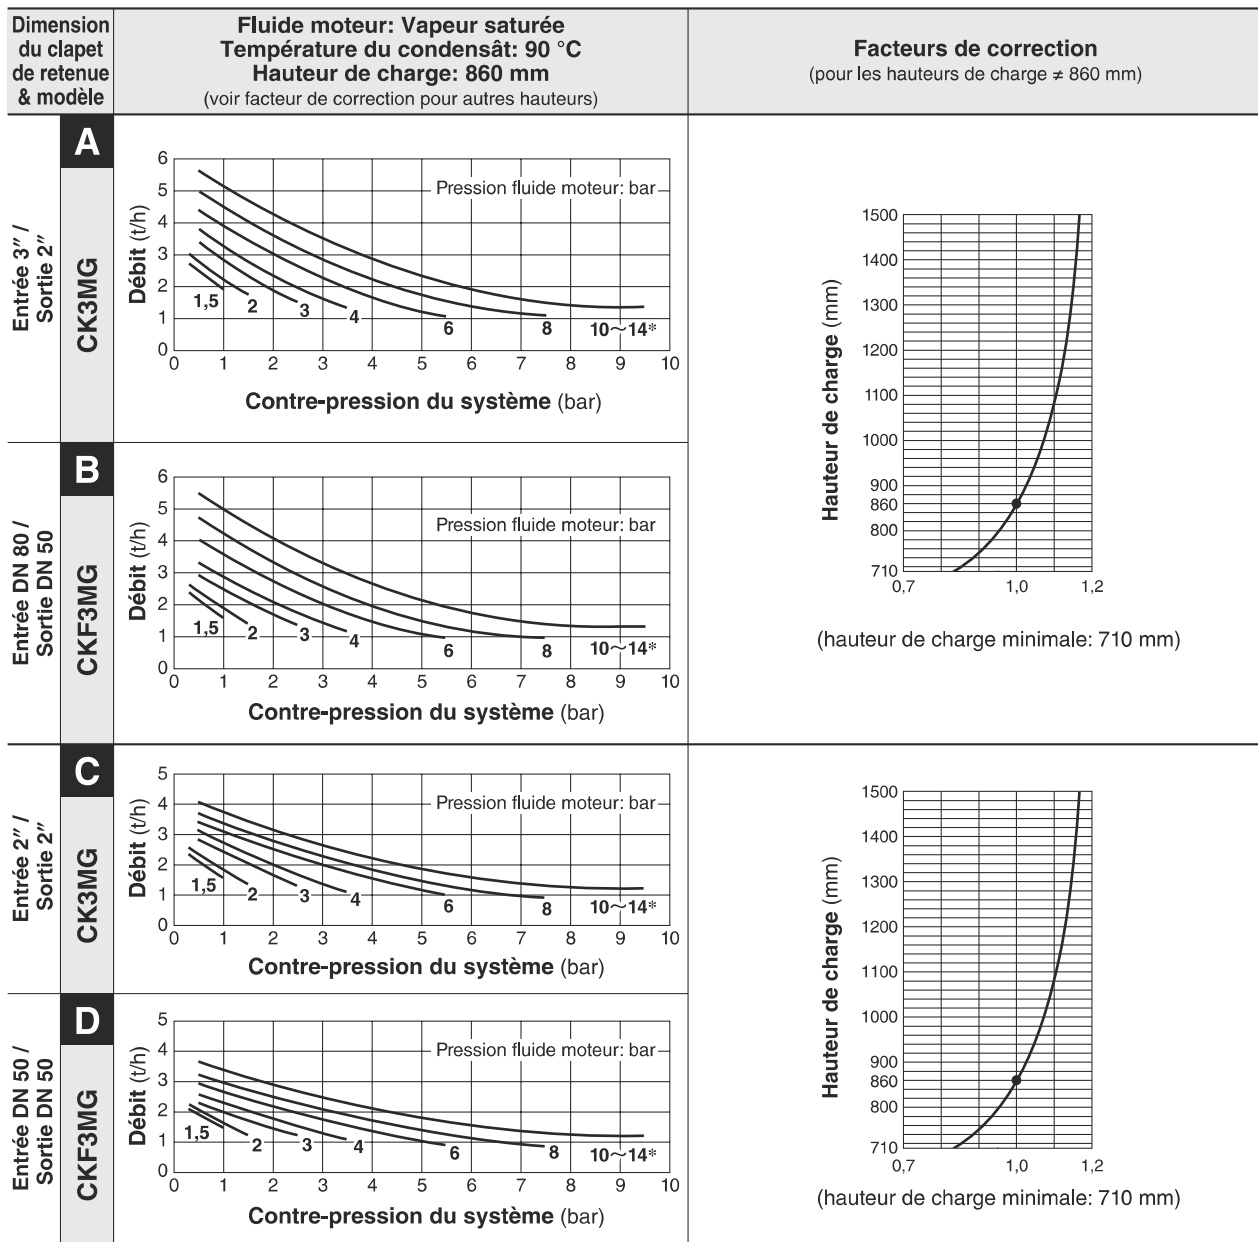 Dimension
du clapet
de retenue
& modèle
Fluide moteur: Vapeur saturée
Température du condensât: 90 °C
Hauteur de charge: 860 mm
(voir facteur de correction pour autres hauteurs)
Facteurs de correction
(pour les hauteurs de charge ≠ 860 mm)
Entrée 3″ /
Sortie 2″
A
CK3MG
Débit (t/h)
6
5
4
3
2
1
0
Pression fluide moteur: bar
1,5
2
3
4
6
8
10～14*
0 1 2 3 4 5 6 7 8 9 10
Contre-pression du système (bar)
Entrée DN 80 /
Sortie DN 50
B
CKF3MG
Débit (t/h)
6
5
4
3
2
1
0
Pression fluide moteur: bar
1,5
2
3
4
6
8
10～14*
0 1 2 3 4 5 6 7 8 9 10
Contre-pression du système (bar)
Hauteur de charge (mm)
1500
1400
1300
1200
1100
1000
900
860
800
710
0,7 1,0 1,2
(hauteur de charge minimale: 710 mm)
Entrée 2″ /
Sortie 2″
C
CK3MG
Débit (t/h)
5
4
3
2
1
0
Pression fluide moteur: bar
1,5
2
3
4
6
8
10～14*
0 1 2 3 4 5 6 7 8 9 10
Contre-pression du système (bar)
Entrée DN 50 /
Sortie DN 50
D
CKF3MG
Débit (t/h)
5
4
3
2
1
0
Pression fluide moteur: bar
1,5
2
3
4
6
8
10～14*
0 1 2 3 4 5 6 7 8 9 10
Contre-pression du système (bar)
Hauteur de charge (mm)
1500
1400
1300
1200
1100
1000
900
860
800
710
0,7 1,0 1,2
(hauteur de charge minimale: 710 mm)